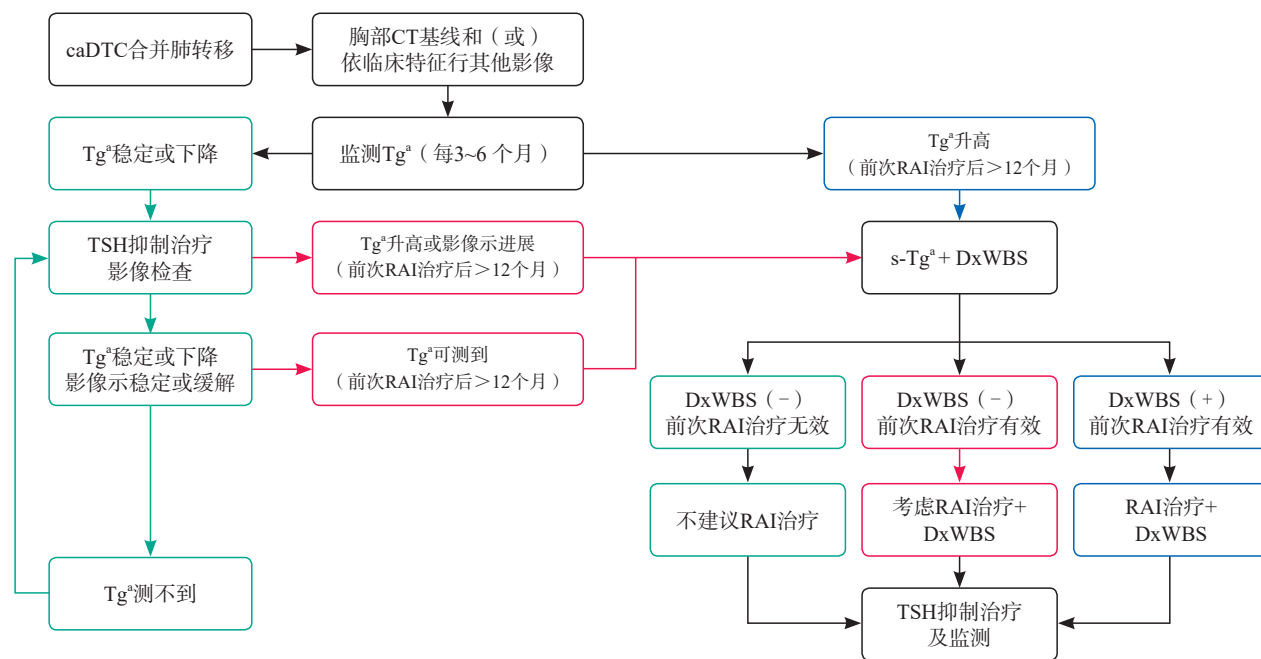 caDTC合并肺转移
胸部CT基线和（或）
依临床特征行其他影像
Tgᵃ稳定或下降
监测Tgᵃ（每3~6 个月）
Tgᵃ升高
（前次RAI治疗后＞12个月）
TSH抑制治疗
影像检查
Tgᵃ升高或影像示进展
（前次RAI治疗后＞12个月）
s-Tgᵃ+ DxWBS
Tgᵃ稳定或下降
影像示稳定或缓解
Tgᵃ可测到
（前次RAI治疗后＞12个月）
DxWBS（-）
前次RAI治疗无效
DxWBS（-）
前次RAI治疗有效
DxWBS（+）
前次RAI治疗有效
不建议RAI治疗
考虑RAI治疗+
DxWBS
RAI治疗+
DxWBS
Tgᵃ测不到
TSH抑制治疗
及监测